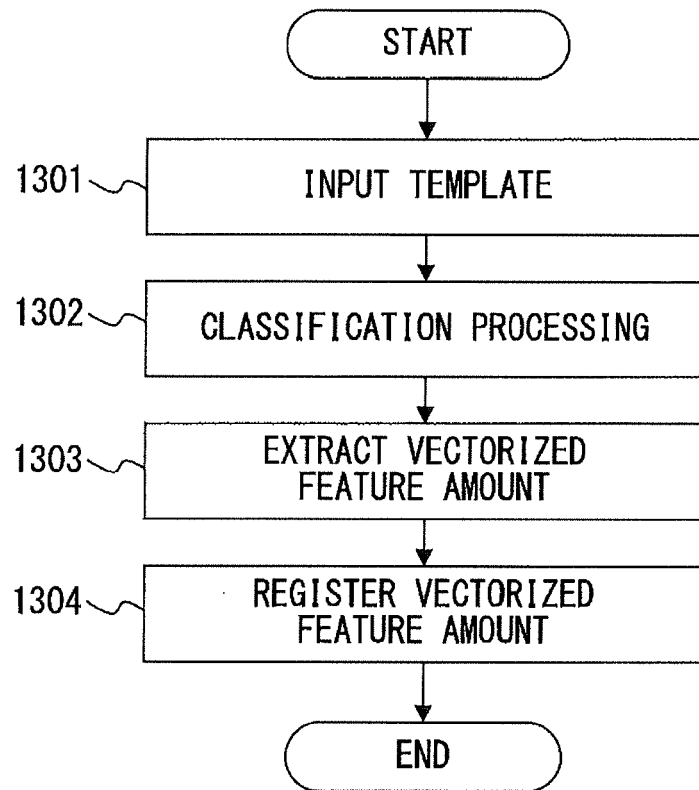 START
1301
INPUT TEMPLATE
1302
CLASSIFICATION PROCESSING
1303
EXTRACT VECTORIZED
FEATURE AMOUNT
1304
REGISTER VECTORIZED
FEATURE AMOUNT
END